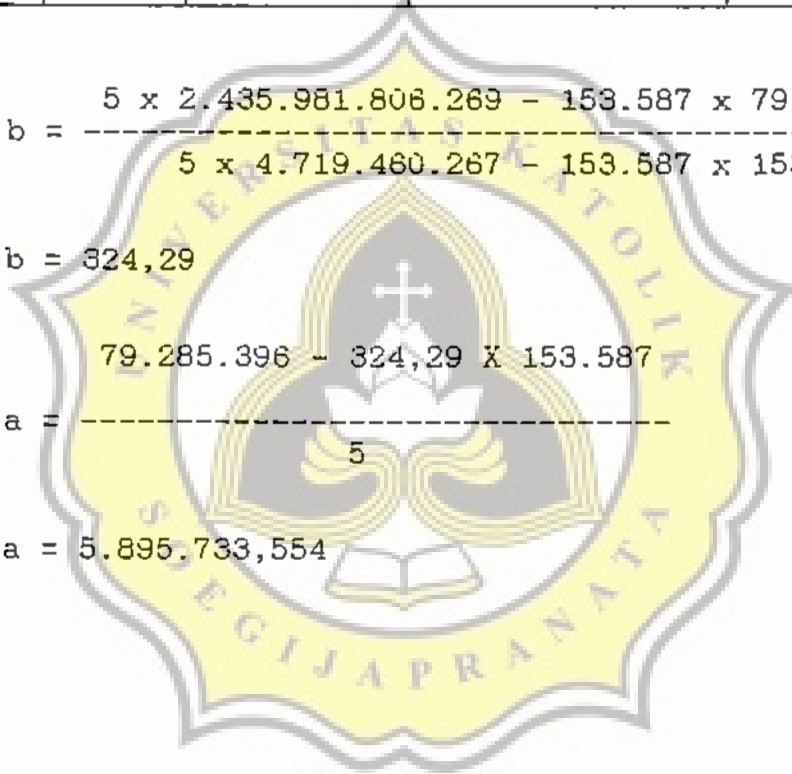 5 x 2.435.981.806.269 - 153.587 x 79
b = ----------------------------------------
5 x 4.719.460.267 - 153.587 x 153
b = 324,29
79.285.396 - 324,29 X 153.587
a = ---------------------------------
5
a = 5.895.733,554
UNIVERSITAS KATOLIK
SOEGIJAPRANATA